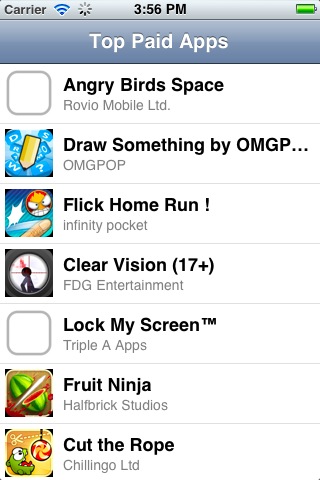 Carrier 3:56 PM
Top Paid Apps
Angry Birds Space
Rovio Mobile Ltd.
Draw Something by OMGP...
OMGPOP
Flick Home Run !
infinity pocket
Clear Vision (17+)
FDG Entertainment
Lock My Screen™
Triple A Apps
Fruit Ninja
Halfbrick Studios
Cut the Rope
Chillingo Ltd